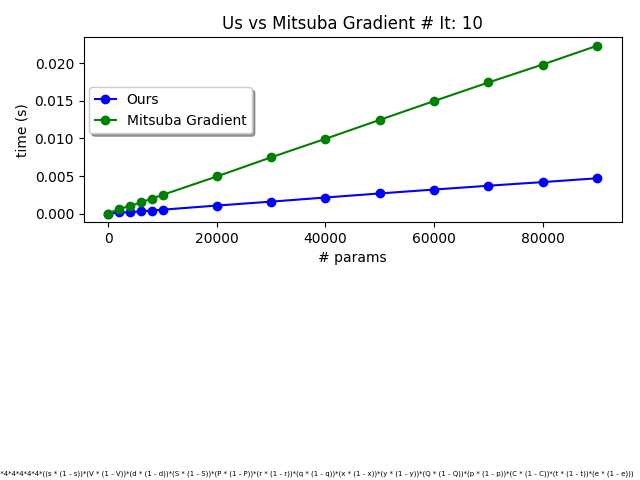 Us vs Mitsuba Gradient # It: 10
time (s)
0.020
0.015
0.010
0.005
0.000
Ours
Mitsuba Gradient
0 20000 40000 60000 80000
# params
*4*4*4*4*4*((s * (1 - s))*(V * (1 - V))*(d * (1 - d))*(S * (1 - S))*(P * (1 - P))*(r * (1 - r))*(q * (1 - q))*(x * (1 - x))*(y * (1 - y))*(Q * (1 - Q))*(p * (1 - p))*(C * (1 - C))*(t * (1 - t))*(e * (1 - e)))